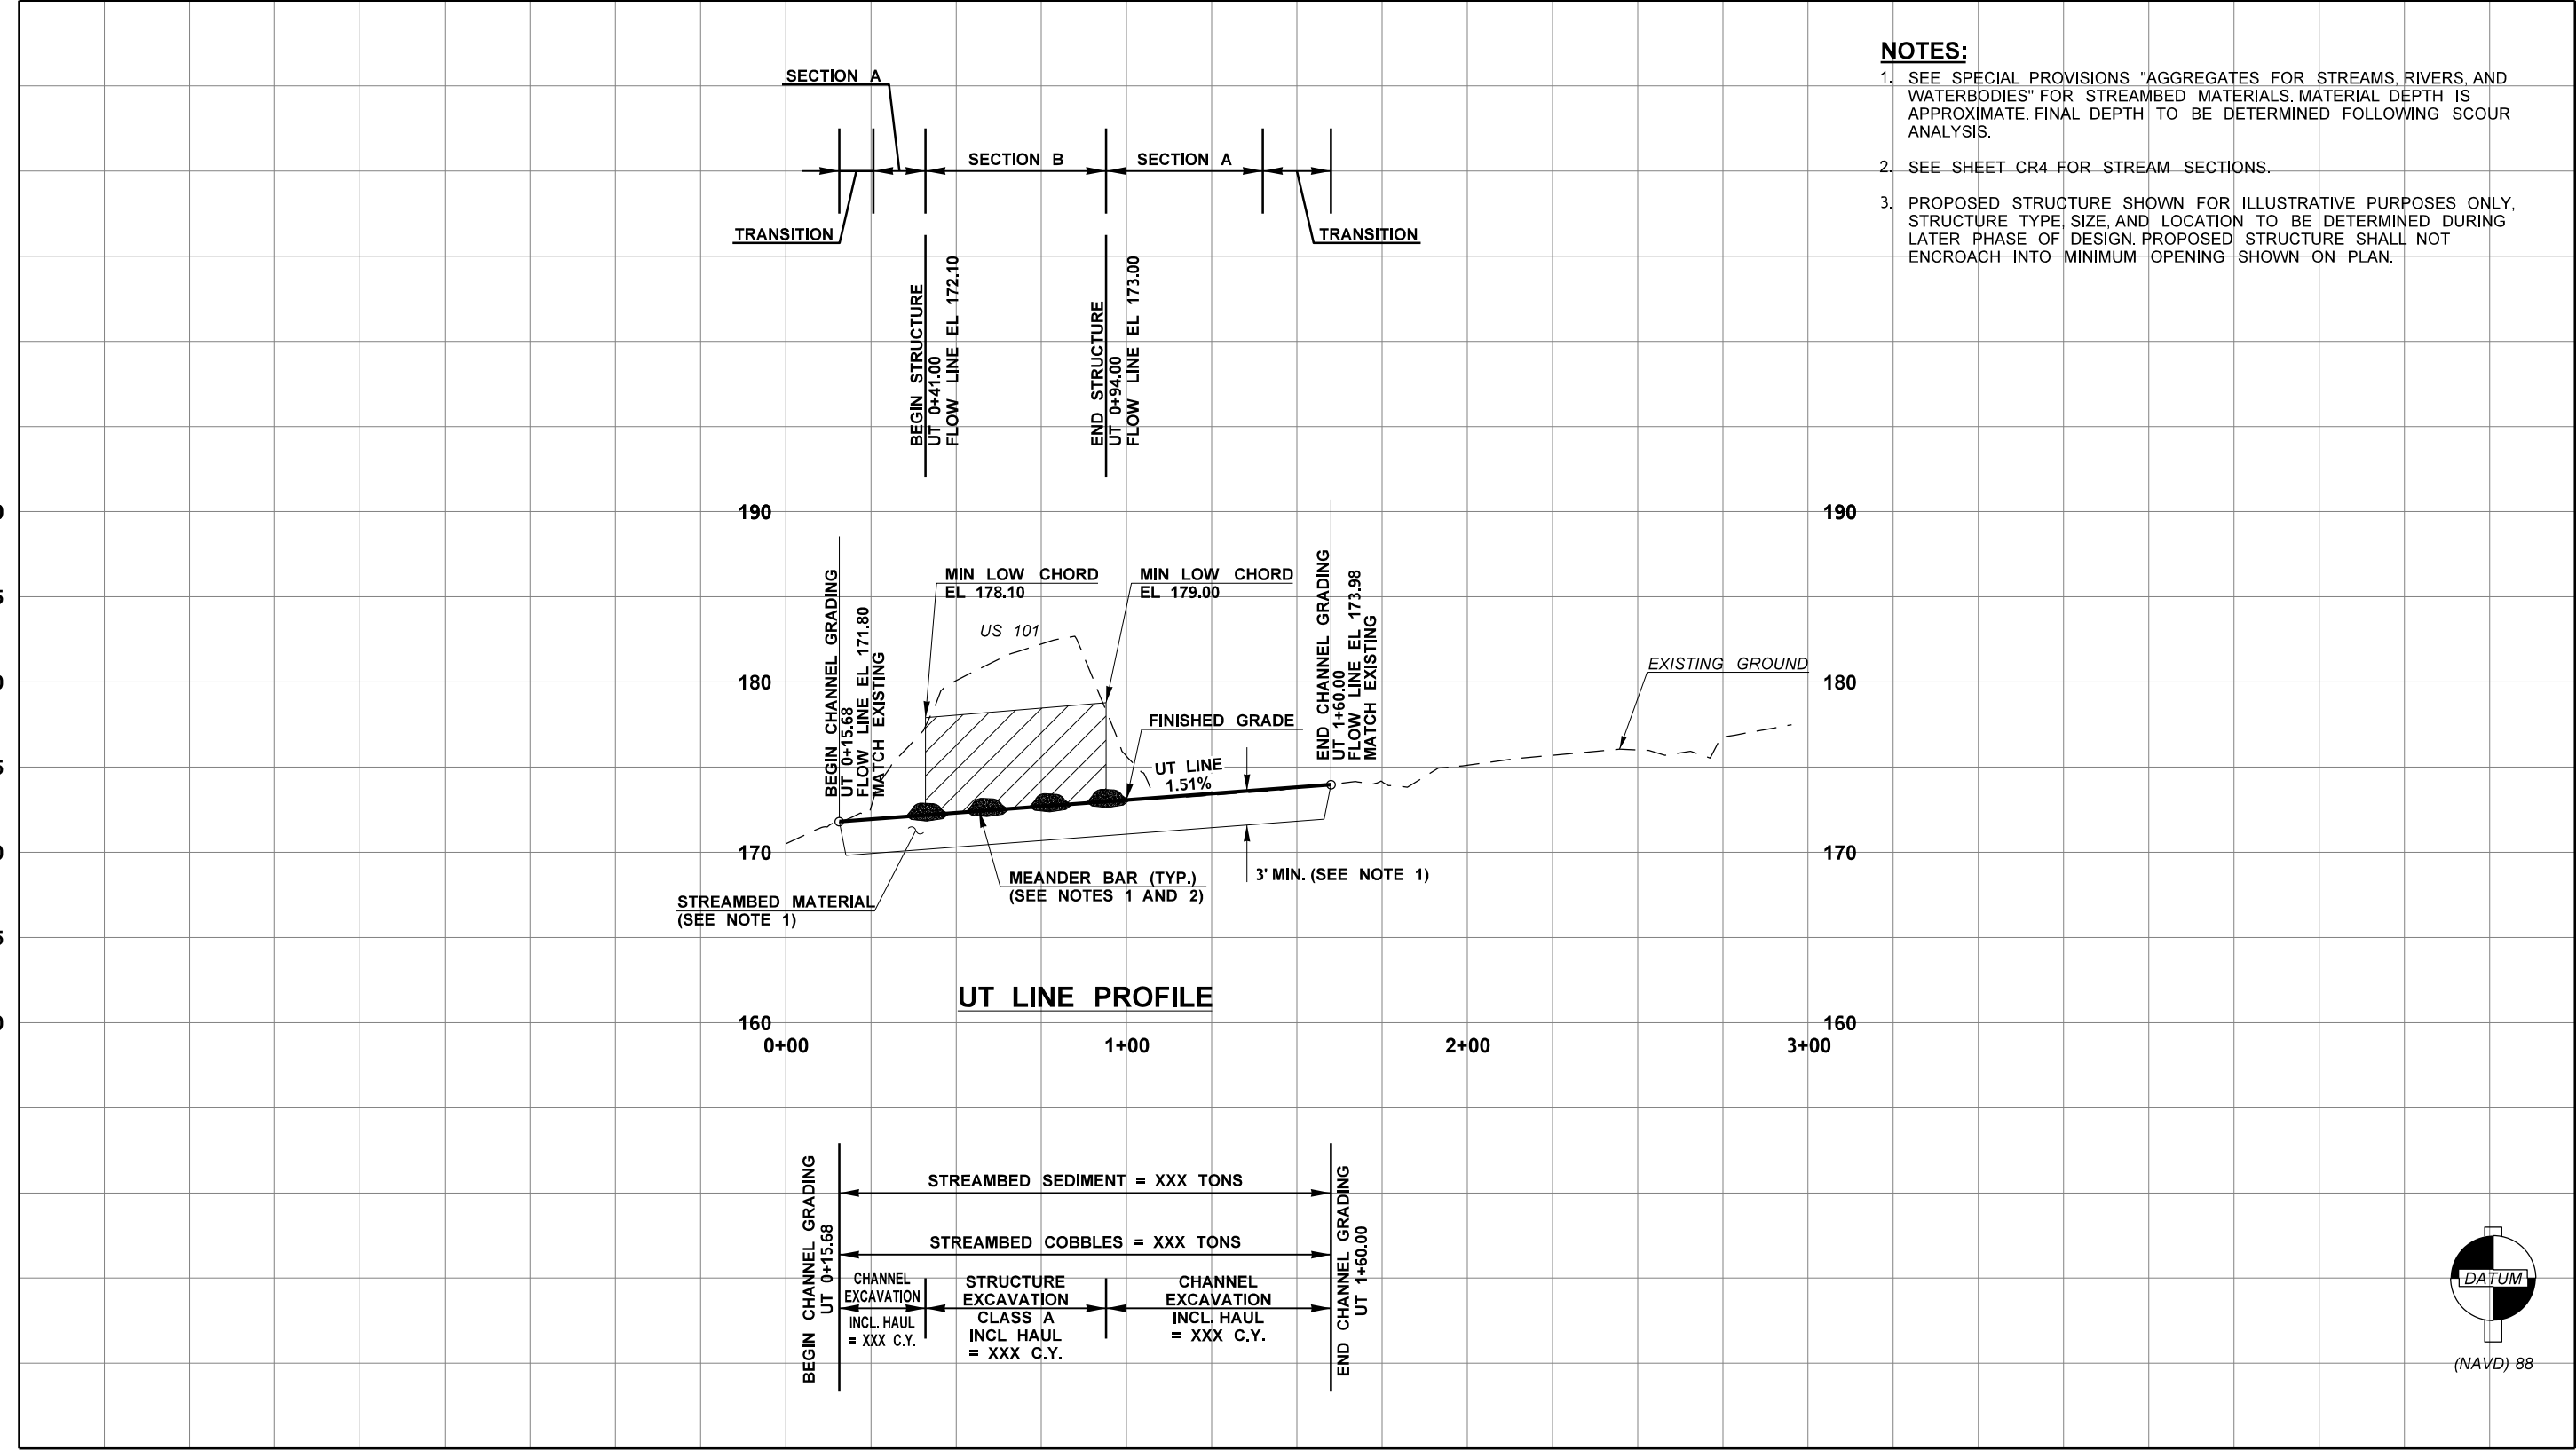 NOTES:
1. SEE SPECIAL PROVISIONS "AGGREGATES FOR STREAMS, RIVERS, AND
WATERBODIES" FOR STREAMBED MATERIALS. MATERIAL DEPTH IS
APPROXIMATE. FINAL DEPTH TO BE DETERMINED FOLLOWING SCOUR
ANALYSIS.
2. SEE SHEET CR4 FOR STREAM SECTIONS.
3. PROPOSED STRUCTURE SHOWN FOR ILLUSTRATIVE PURPOSES ONLY,
STRUCTURE TYPE, SIZE, AND LOCATION TO BE DETERMINED DURING
LATER PHASE OF DESIGN. PROPOSED STRUCTURE SHALL NOT
ENCROACH INTO MINIMUM OPENING SHOWN ON PLAN.
SECTION A
SECTION B
SECTION A
TRANSITION
TRANSITION
BEGIN STRUCTURE
UT 0+41.00
FLOW LINE EL 172.10
END STRUCTURE
UT 0+94.00
FLOW LINE EL 173.00
190
190
BEGIN CHANNEL GRADING
UT 0+15.68
FLOW LINE EL 171.80
MATCH EXISTING
MIN LOW CHORD
EL 178.10
MIN LOW CHORD
EL 179.00
US 101
END CHANNEL GRADING
UT 1+60.00
FLOW LINE EL 173.98
MATCH EXISTING
EXISTING GROUND
180
180
FINISHED GRADE
UT LINE
1.51%
170
170
MEANDER BAR (TYP.)
(SEE NOTES 1 AND 2)
3' MIN. (SEE NOTE 1)
STREAMBED MATERIAL
(SEE NOTE 1)
UT LINE PROFILE
160
160
0+00
1+00
2+00
3+00
BEGIN CHANNEL GRADING
UT 0+15.68
STREAMBED SEDIMENT = XXX TONS
STREAMBED COBBLES = XXX TONS
CHANNEL
EXCAVATION
INCL. HAUL
= XXX C.Y.
STRUCTURE
EXCAVATION
CLASS A
INCL HAUL
= XXX C.Y.
CHANNEL
EXCAVATION
INCL. HAUL
= XXX C.Y.
END CHANNEL GRADING
UT 1+60.00
DATUM
(NAVD) 88